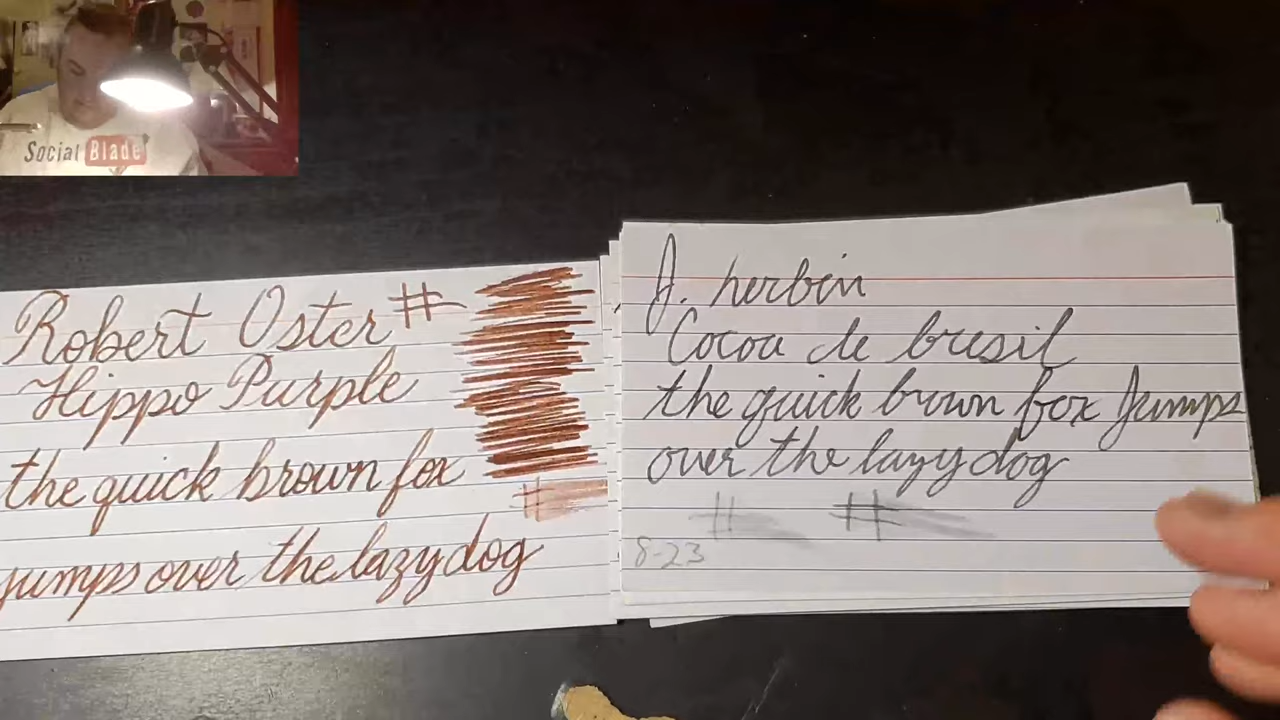 Social Blade
Robert Oster #
Hippo Purple
the quick brown fox
#
jumps over the lazy dog
J. herbin
Cocoa de bresil
the quick brown fox Jumps
over the lazy dog
# #
8-23